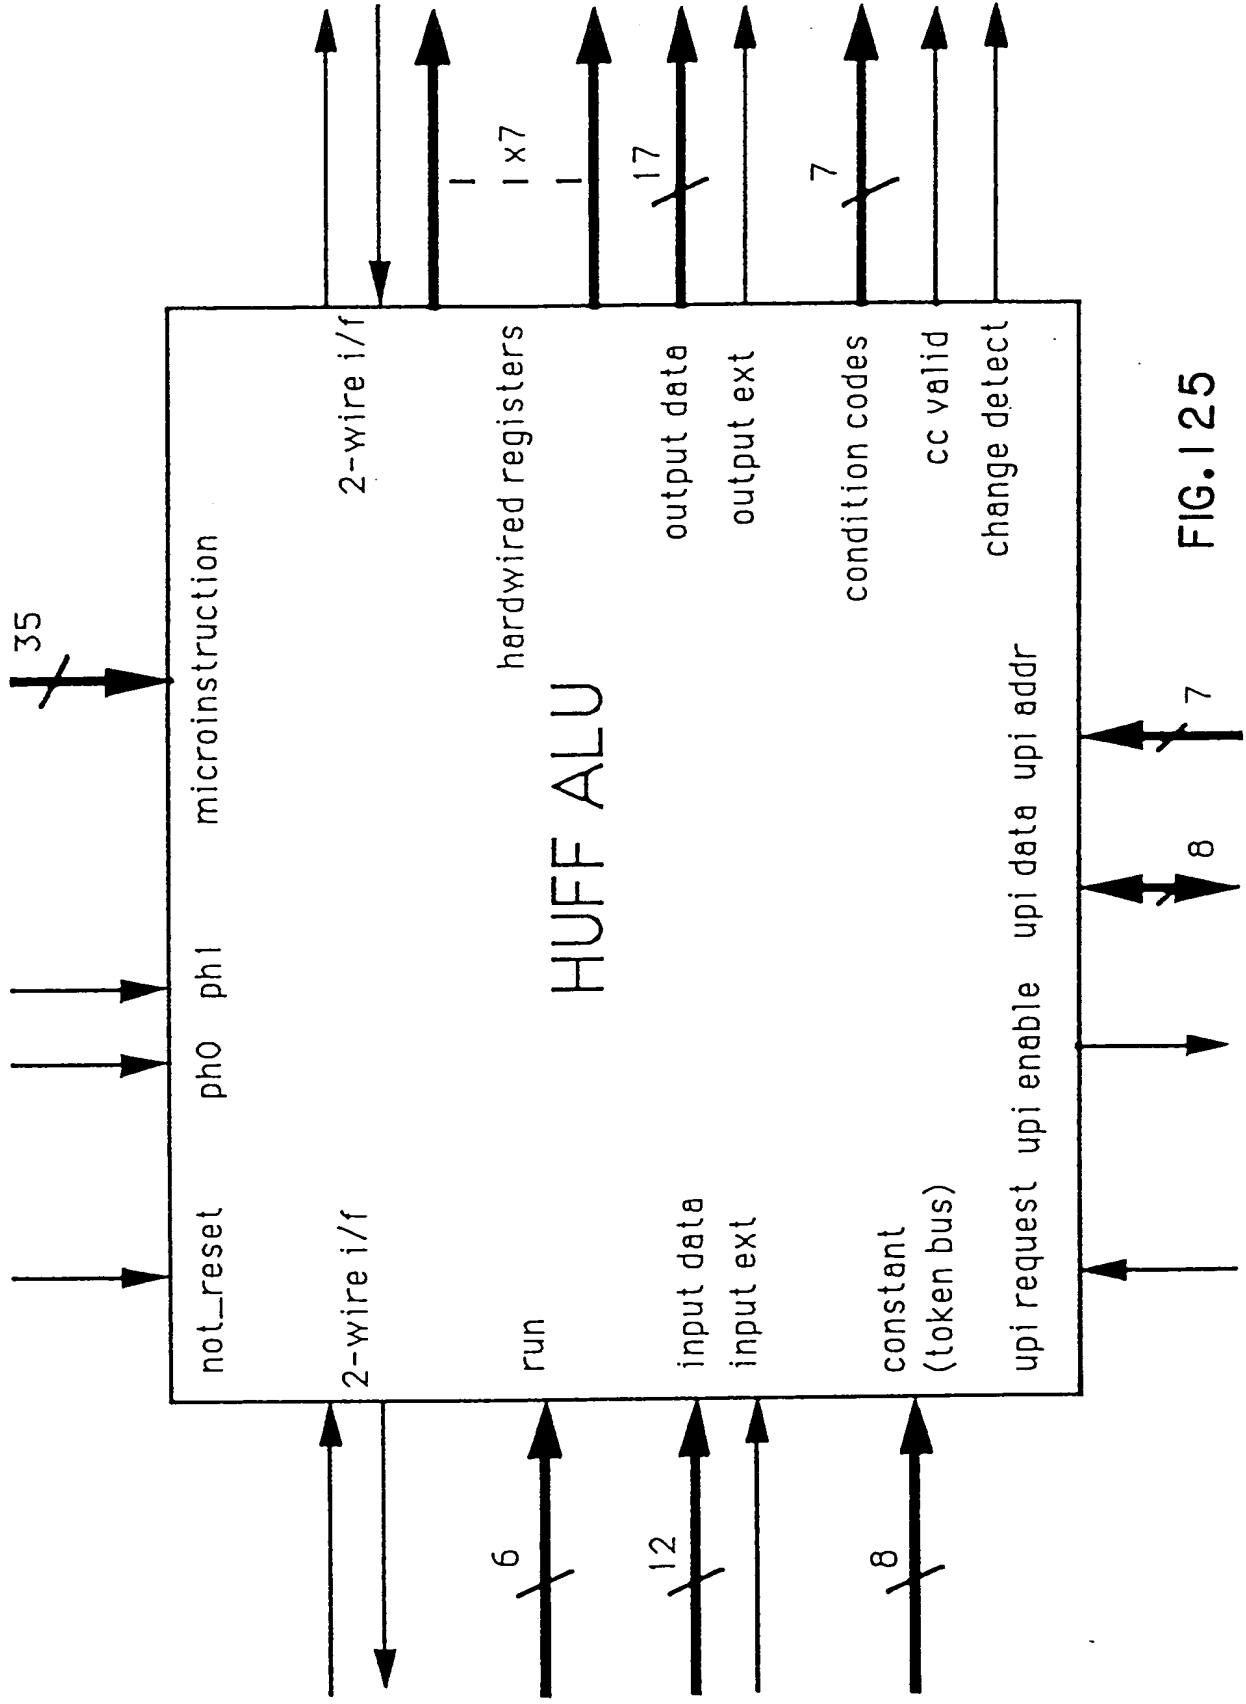 35
not_reset ph0 ph1 microinstruction
2-wire i/f 2-wire i/f
6 run hardwired registers 1x7
HUFF ALU
12 input data output data 17
input ext output ext
8 constant condition codes 7
(token bus) cc valid
change detect
upi request upi enable upi data upi addr
8 7
FIG.125